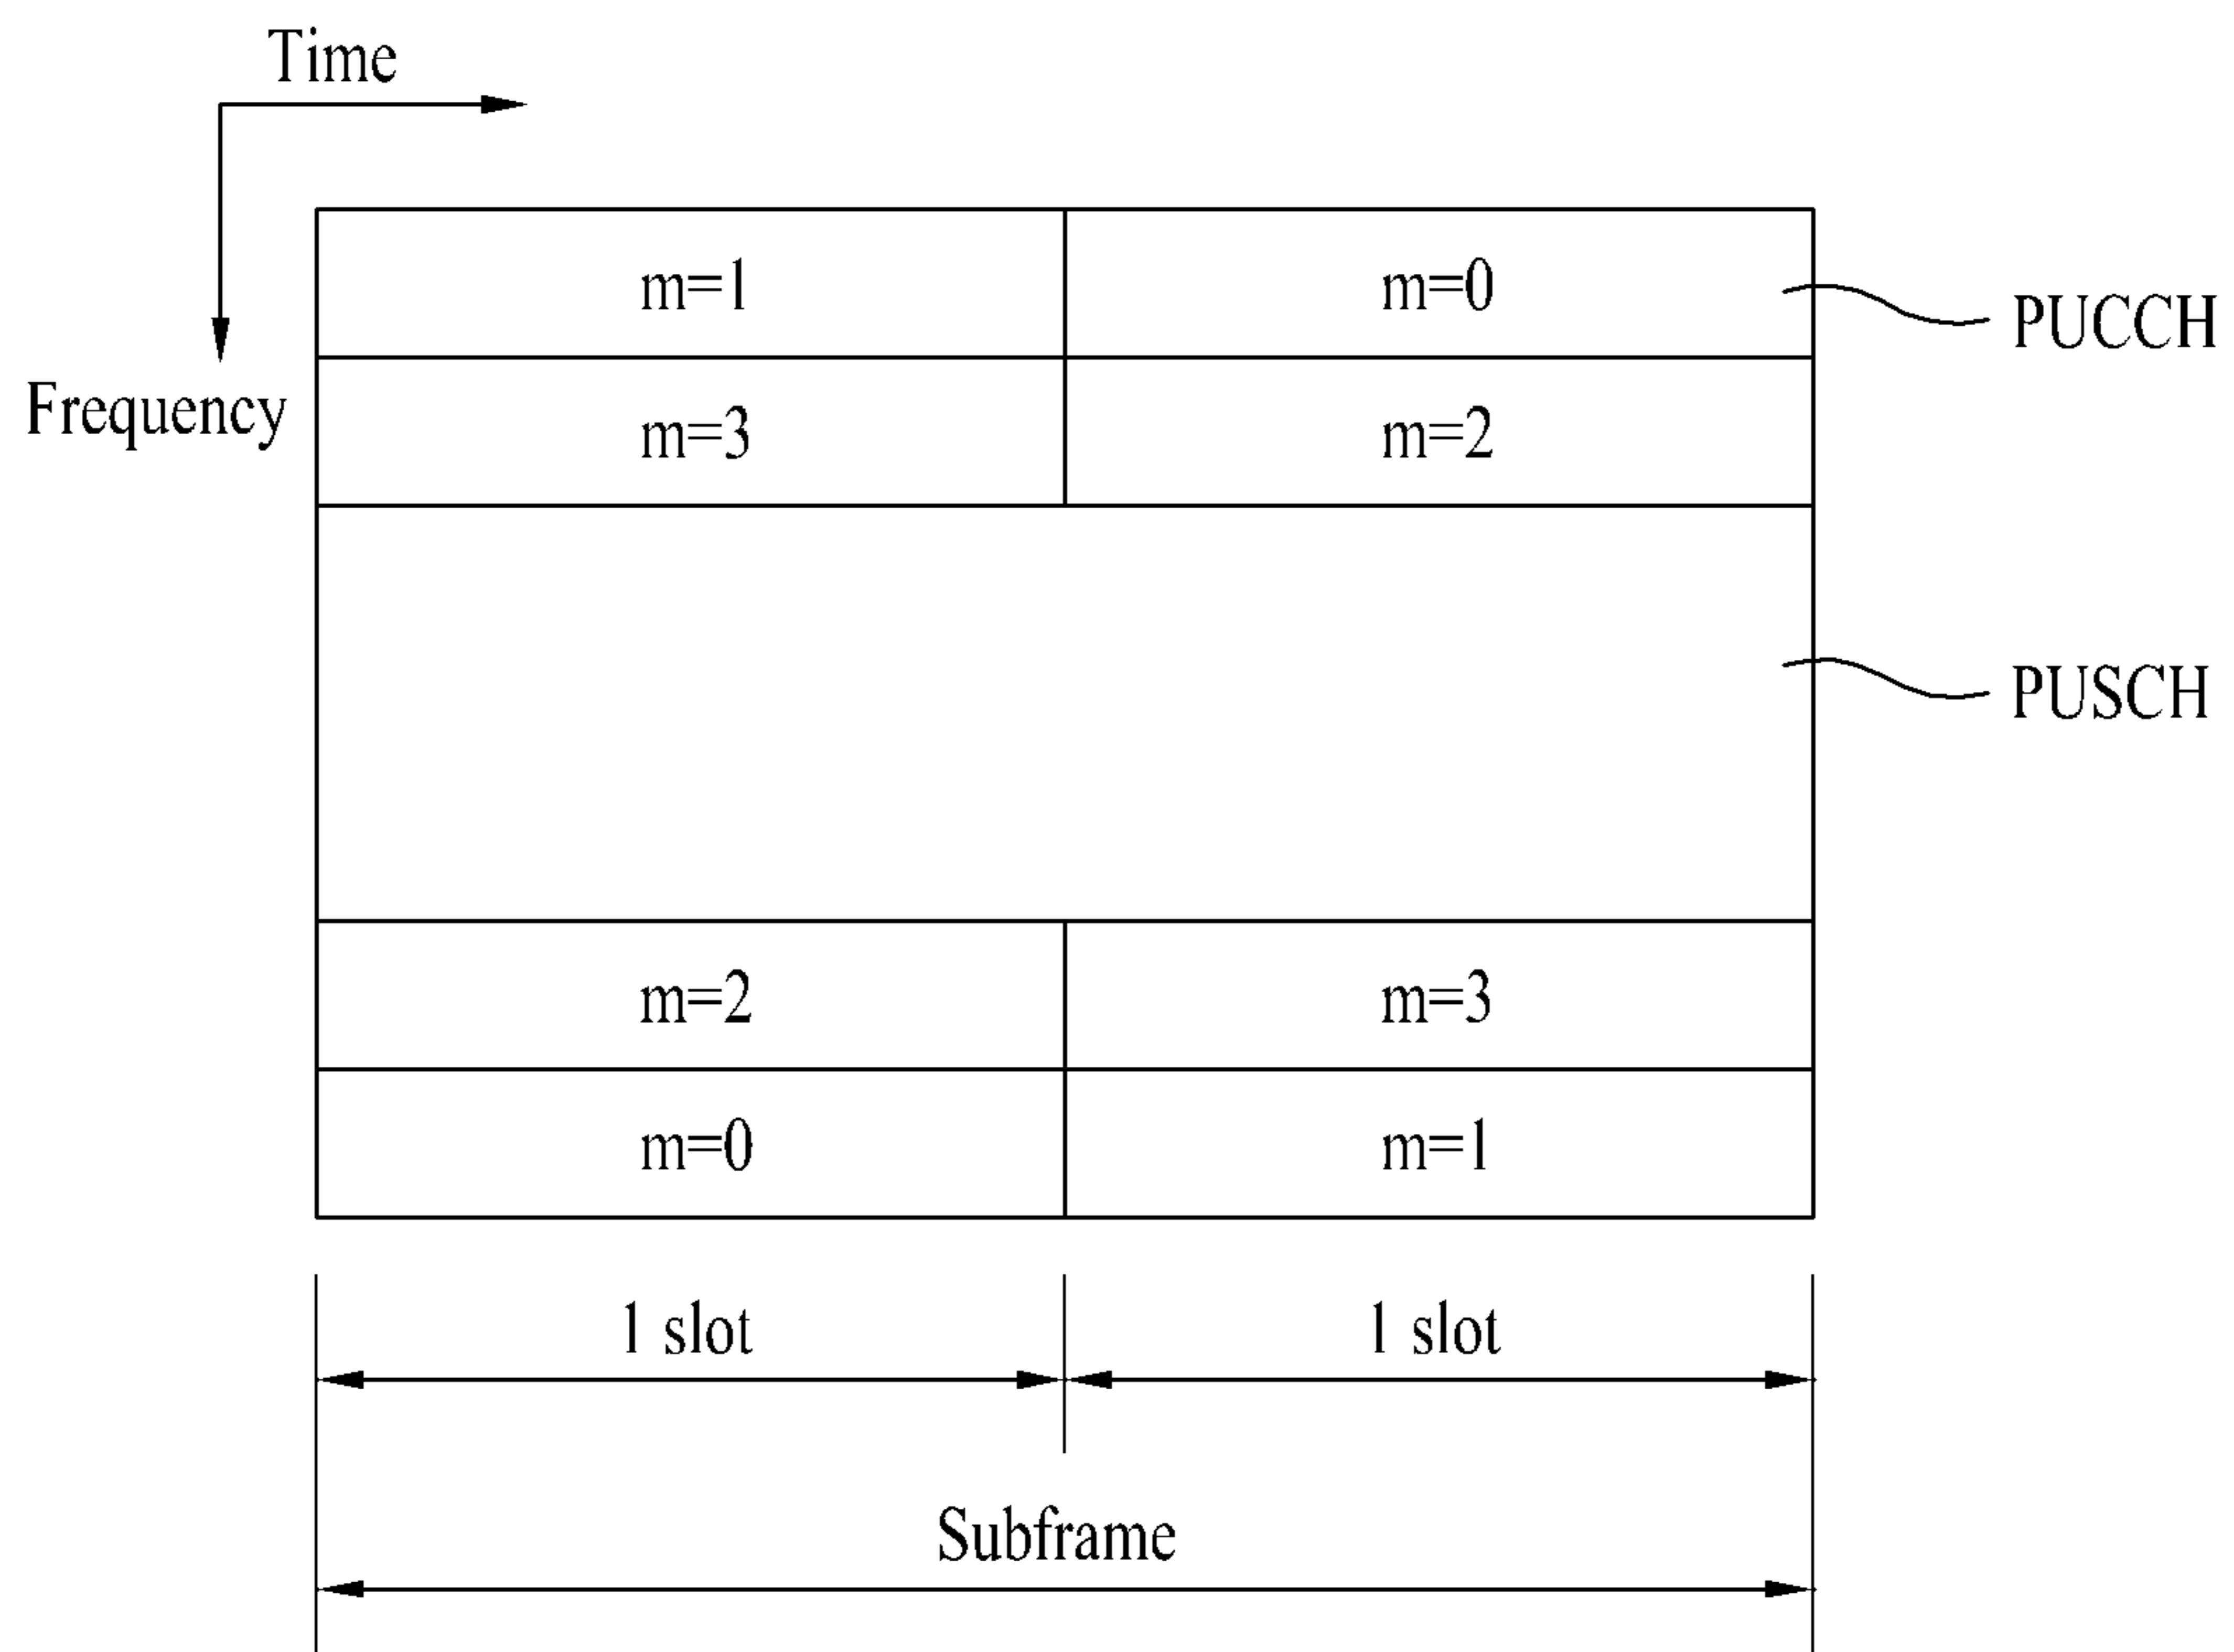 Time
Frequency
m=1
m=0
PUCCH
m=3
m=2
PUSCH
m=2
m=3
m=0
m=1
1 slot
1 slot
Subframe